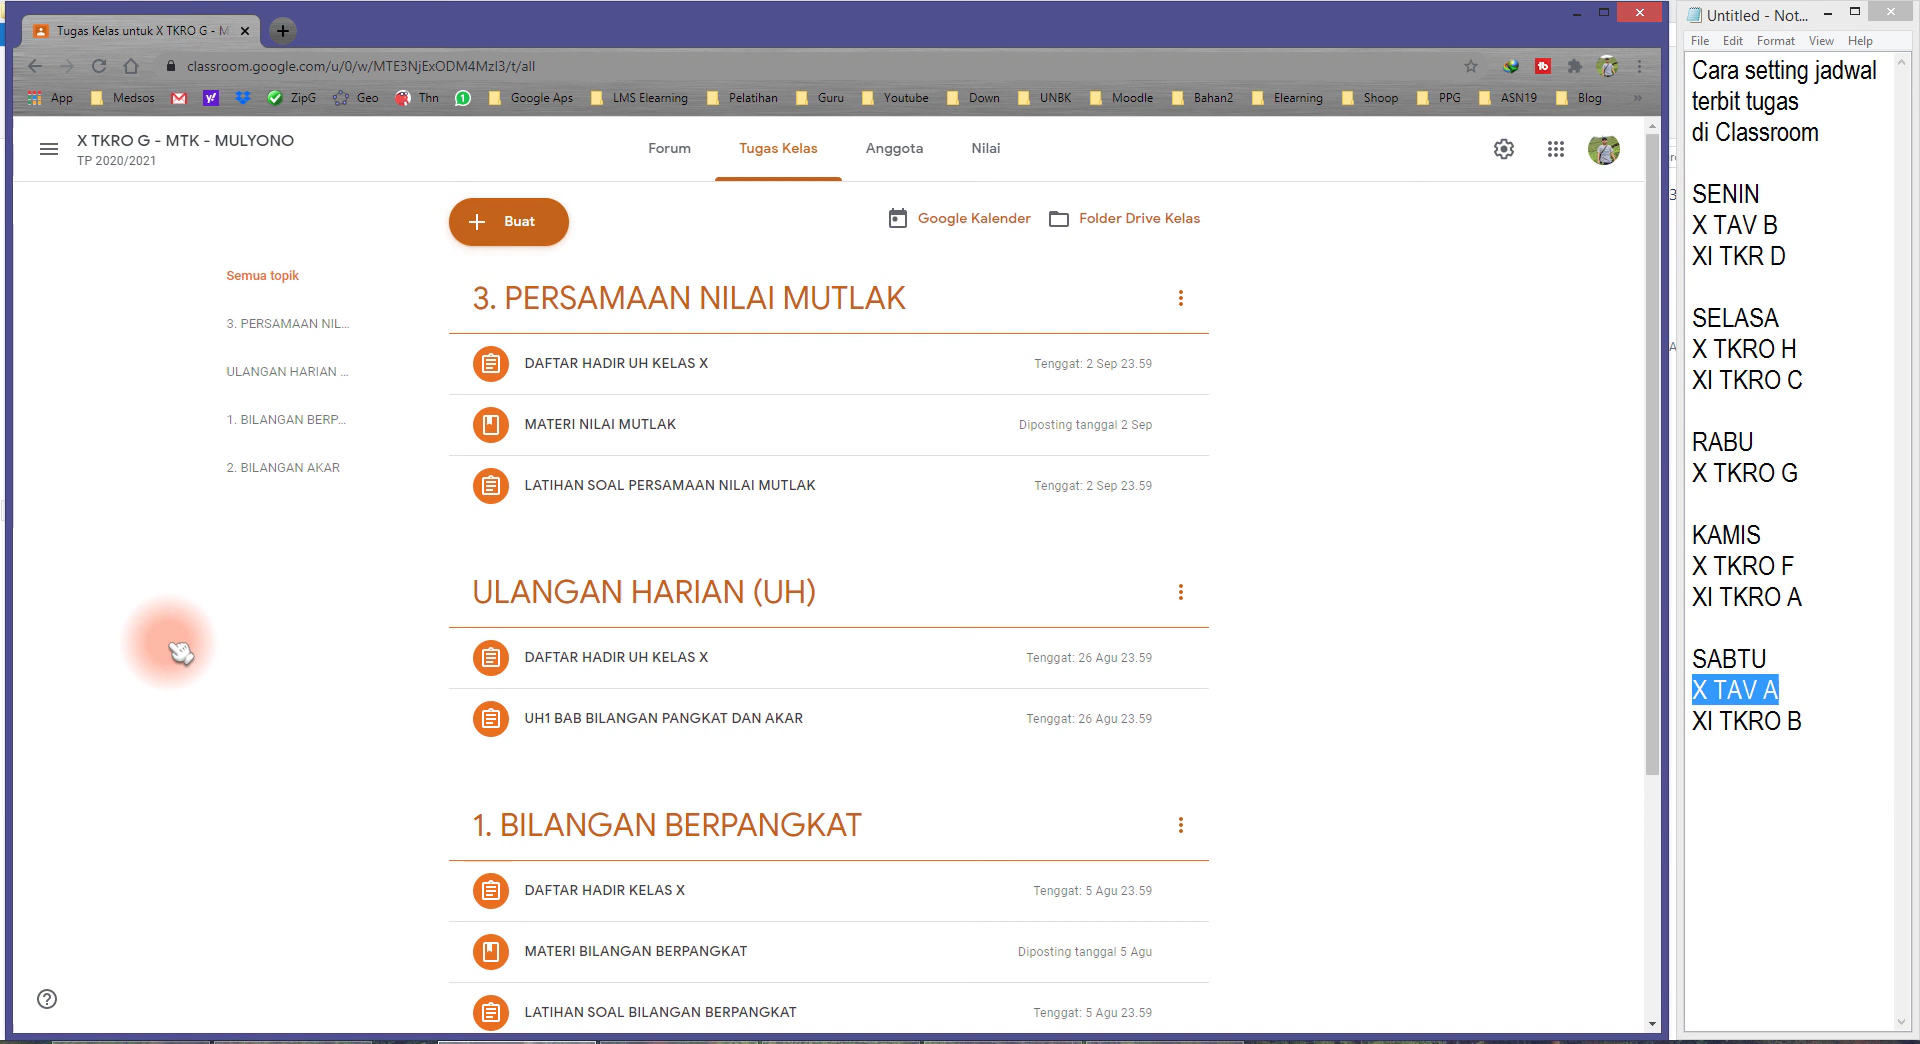 Tugas Kelas untuk X TKRO G - M
classroom.google.com/u/0/w/MTE3NjExODM4MzI3/t/all
App Medsos ZipG Geo Thn Google Aps LMS Elearning Pelatihan Guru Youtube Down UNBK Moodle Bahan2 Elearning Shoop PPG ASN19 Blog »
X TKRO G - MTK - MULYONO
TP 2020/2021
Forum Tugas Kelas Anggota Nilai
Buat
Google Kalender Folder Drive Kelas
Semua topik
3. PERSAMAAN NIL...
ULANGAN HARIAN ...
1. BILANGAN BERP...
2. BILANGAN AKAR
3. PERSAMAAN NILAI MUTLAK
DAFTAR HADIR UH KELAS X Tenggat: 2 Sep 23.59
MATERI NILAI MUTLAK Diposting tanggal 2 Sep
LATIHAN SOAL PERSAMAAN NILAI MUTLAK Tenggat: 2 Sep 23.59
ULANGAN HARIAN (UH)
DAFTAR HADIR UH KELAS X Tenggat: 26 Agu 23.59
UH1 BAB BILANGAN PANGKAT DAN AKAR Tenggat: 26 Agu 23.59
1. BILANGAN BERPANGKAT
DAFTAR HADIR KELAS X Tenggat: 5 Agu 23.59
MATERI BILANGAN BERPANGKAT Diposting tanggal 5 Agu
LATIHAN SOAL BILANGAN BERPANGKAT Tenggat: 5 Agu 23.59
Untitled - Not...
File Edit Format View Help
Cara setting jadwal
terbit tugas
di Classroom
SENIN
X TAV B
XI TKR D
SELASA
X TKRO H
XI TKRO C
RABU
X TKRO G
KAMIS
X TKRO F
XI TKRO A
SABTU
X TAV A
XI TKRO B